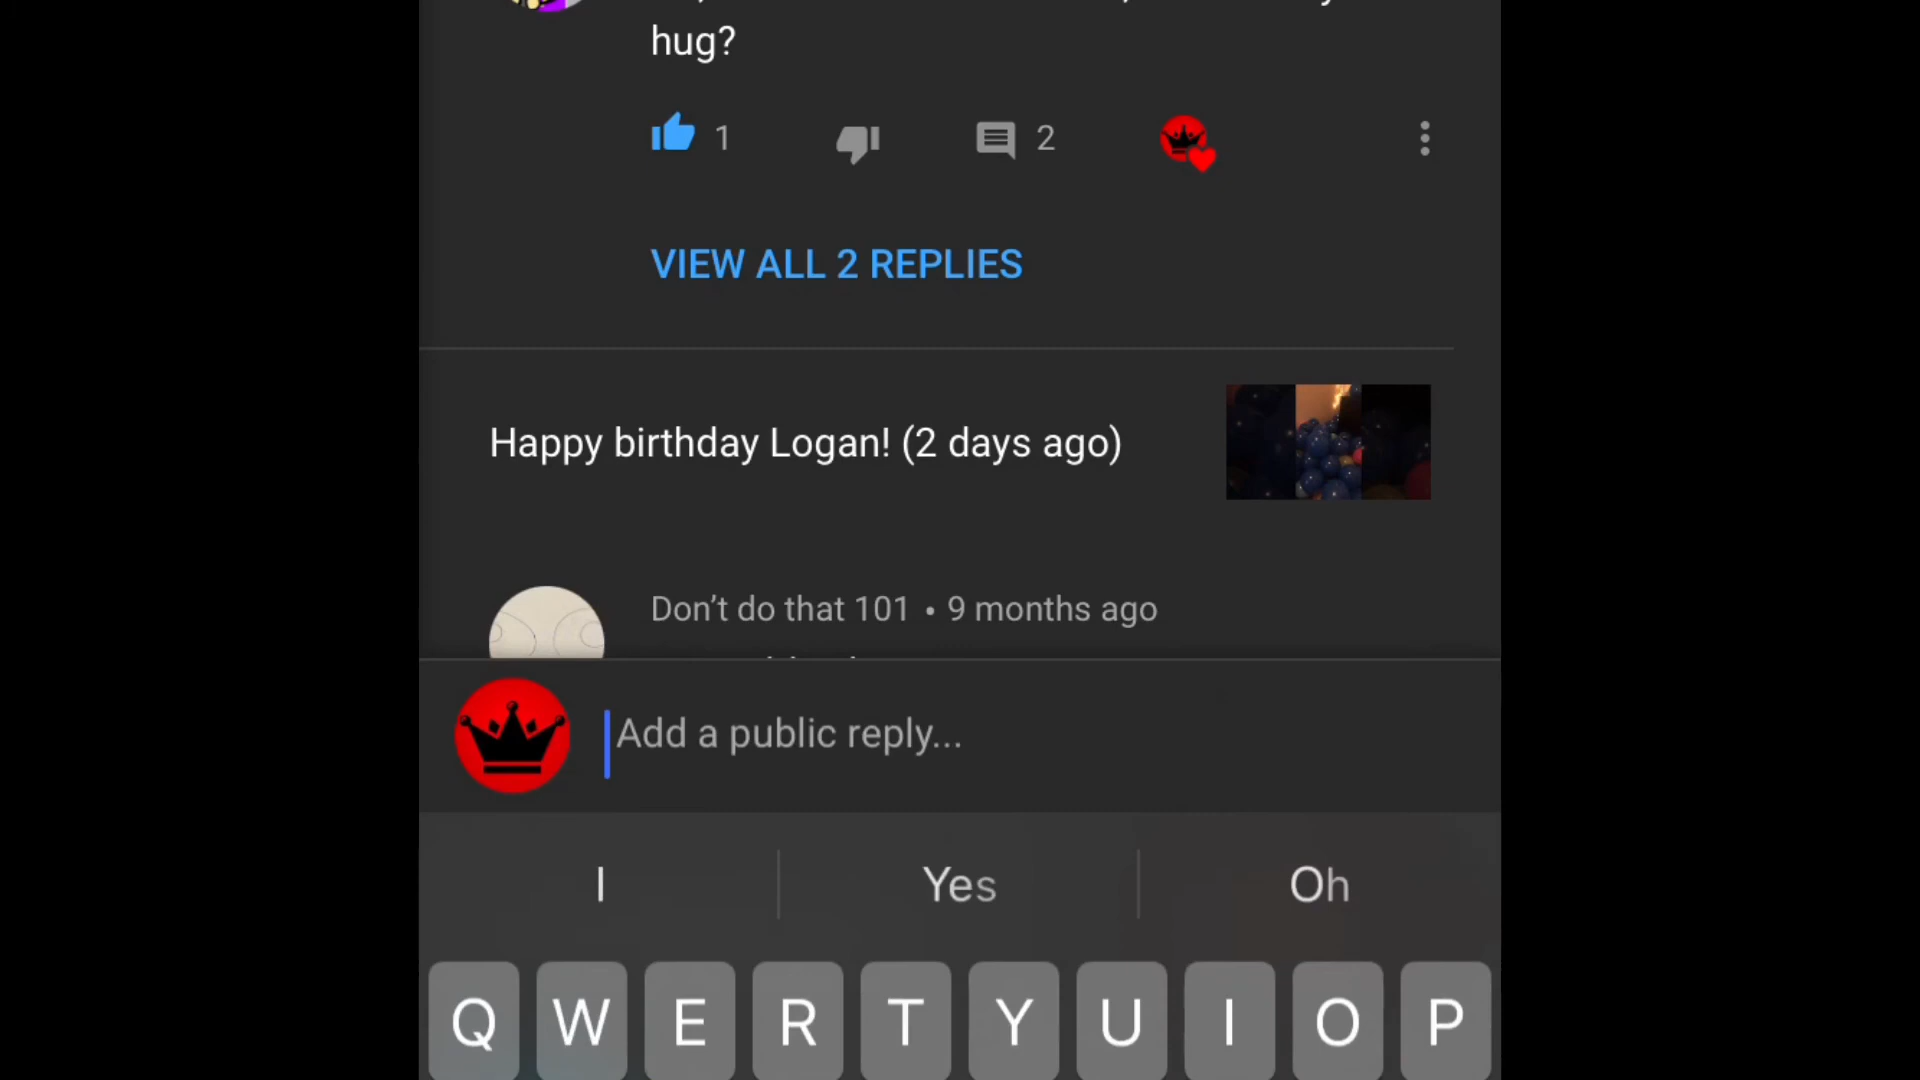 hug?
1
2
VIEW ALL 2 REPLIES
Happy birthday Logan! (2 days ago)
Don’t do that 101 • 9 months ago
Add a public reply...
I
Yes
Oh
Q W E R T Y U I O P